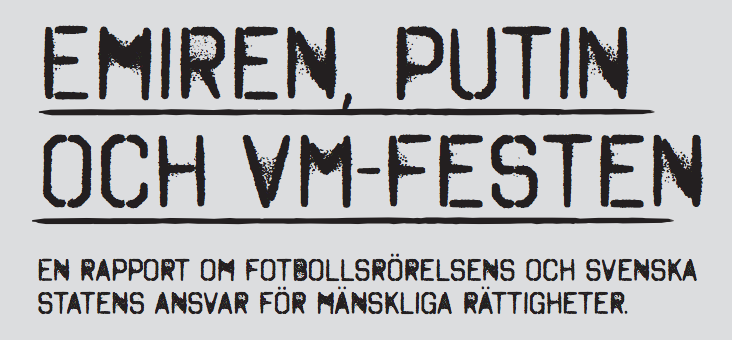 EMIREN, PUTIN
OCH VM-FESTEN
EN RAPPORT OM FOTBOLLSRÖRELSENS OCH SVENSKA
STATENS ANSVAR FÖR MÄNSKLIGA RÄTTIGHETER.